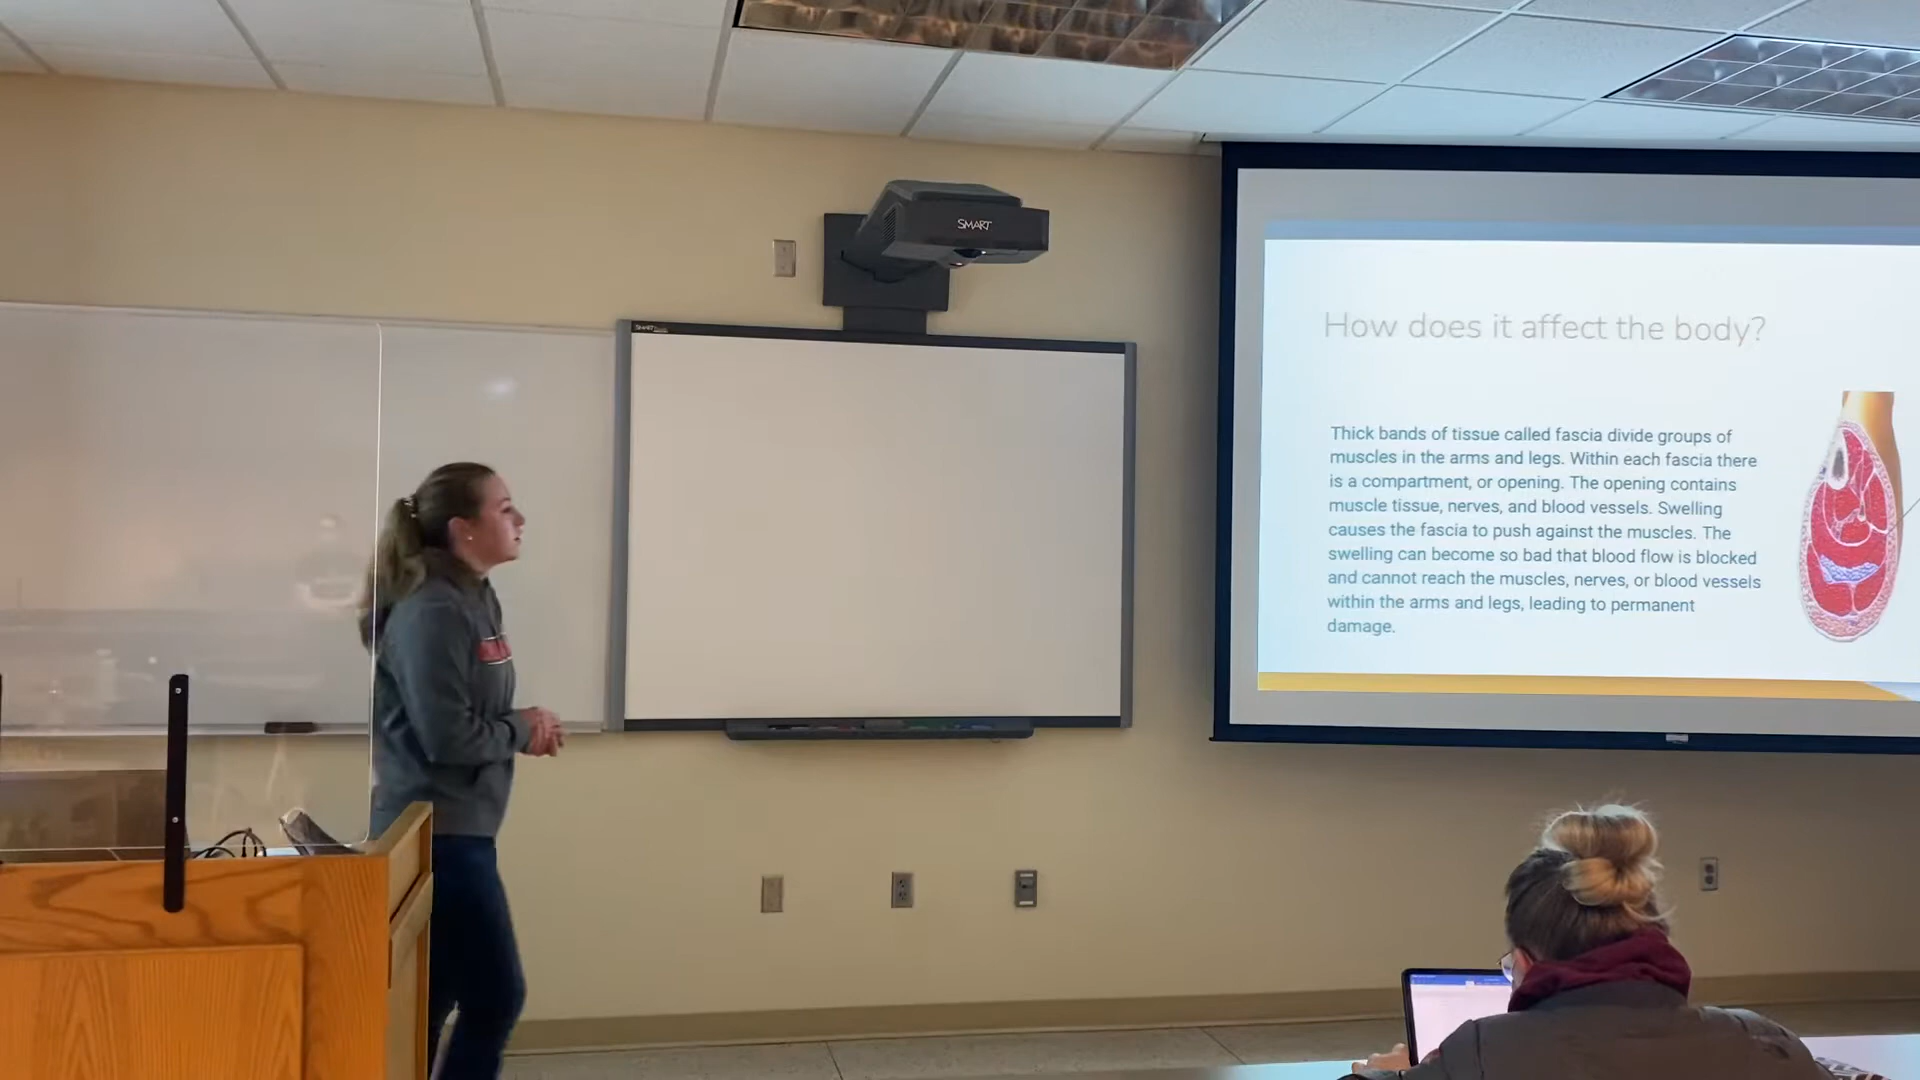 SMART
SMART
How does it affect the body?
Thick bands of tissue called fascia divide groups of
muscles in the arms and legs. Within each fascia there
is a compartment, or opening. The opening contains
muscle tissue, nerves, and blood vessels. Swelling
causes the fascia to push against the muscles. The
swelling can become so bad that blood flow is blocked
and cannot reach the muscles, nerves, or blood vessels
within the arms and legs, leading to permanent
damage.